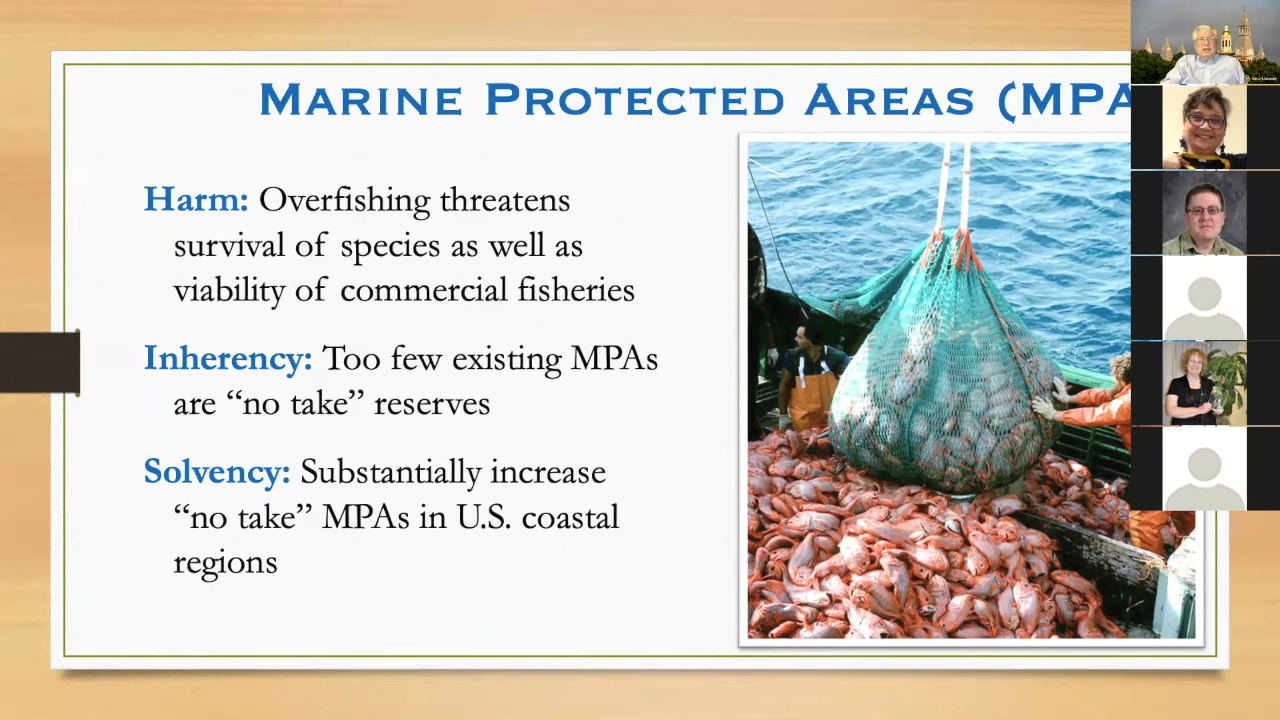 MARINE PROTECTED AREAS (MPA
Harm: Overfishing threatens
survival of species as well as
viability of commercial fisheries
Inherency: Too few existing MPAs
are “no take” reserves
Solvency: Substantially increase
“no take” MPAs in U.S. coastal
regions